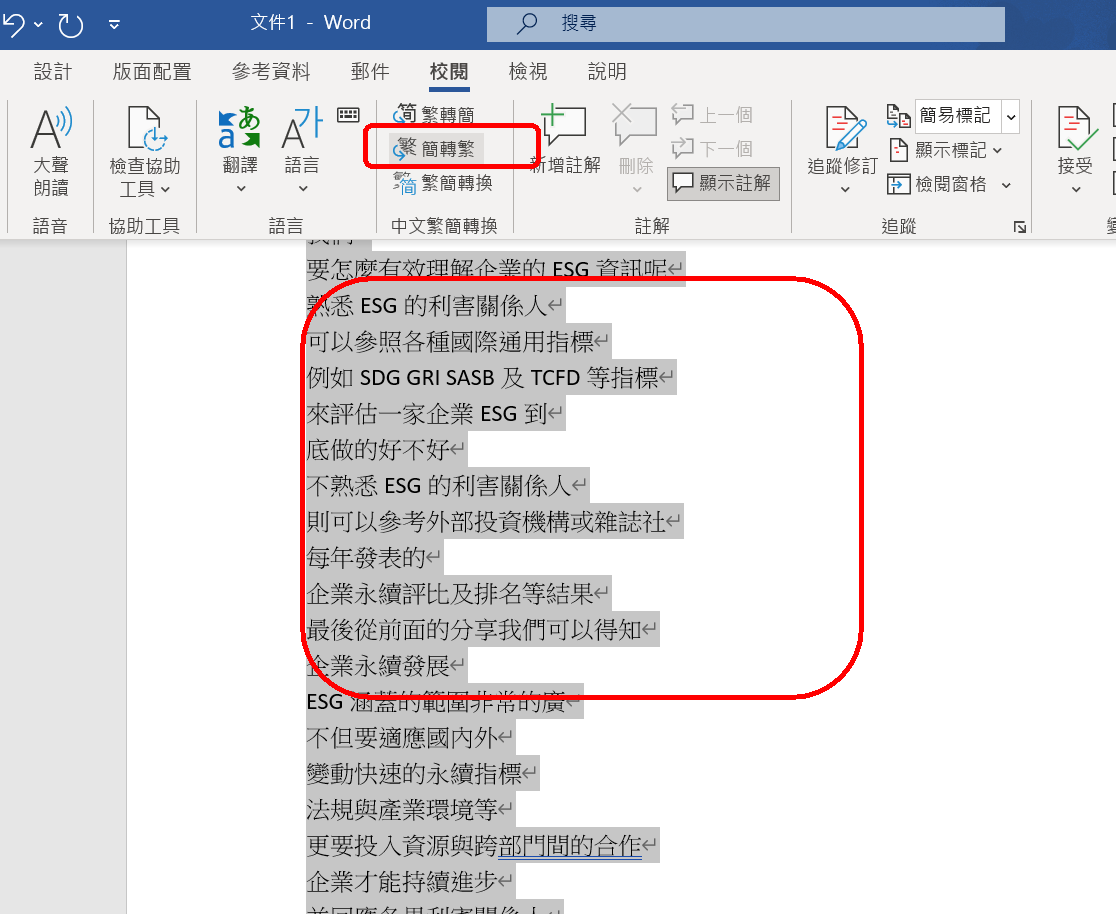 文件1 - Word
搜尋
設計 版面配置 參考資料 郵件 校閱 檢視 說明
大聲朗讀
語音
檢查協助工具
協助工具
翻譯
語言
語言
繁轉簡
簡轉繁
繁簡轉換
中文繁簡轉換
新增註解
刪除
上一個
下一個
顯示註解
註解
追蹤修訂
簡易標記
顯示標記
檢閱窗格
追蹤
接受
要怎麼有效理解企業的 ESG 資訊呢
熟悉 ESG 的利害關係人
可以參照各種國際通用指標
例如 SDG GRI SASB 及 TCFD 等指標
來評估一家企業 ESG 到
底做的好不好
不熟悉 ESG 的利害關係人
則可以參考外部投資機構或雜誌社
每年發表的
企業永續評比及排名等結果
最後從前面的分享我們可以得知
企業永續發展
ESG 涵蓋的範圍非常的廣
不但要適應國內外
變動快速的永續指標
法規與產業環境等
更要投入資源與跨部門間的合作
企業才能持續進步